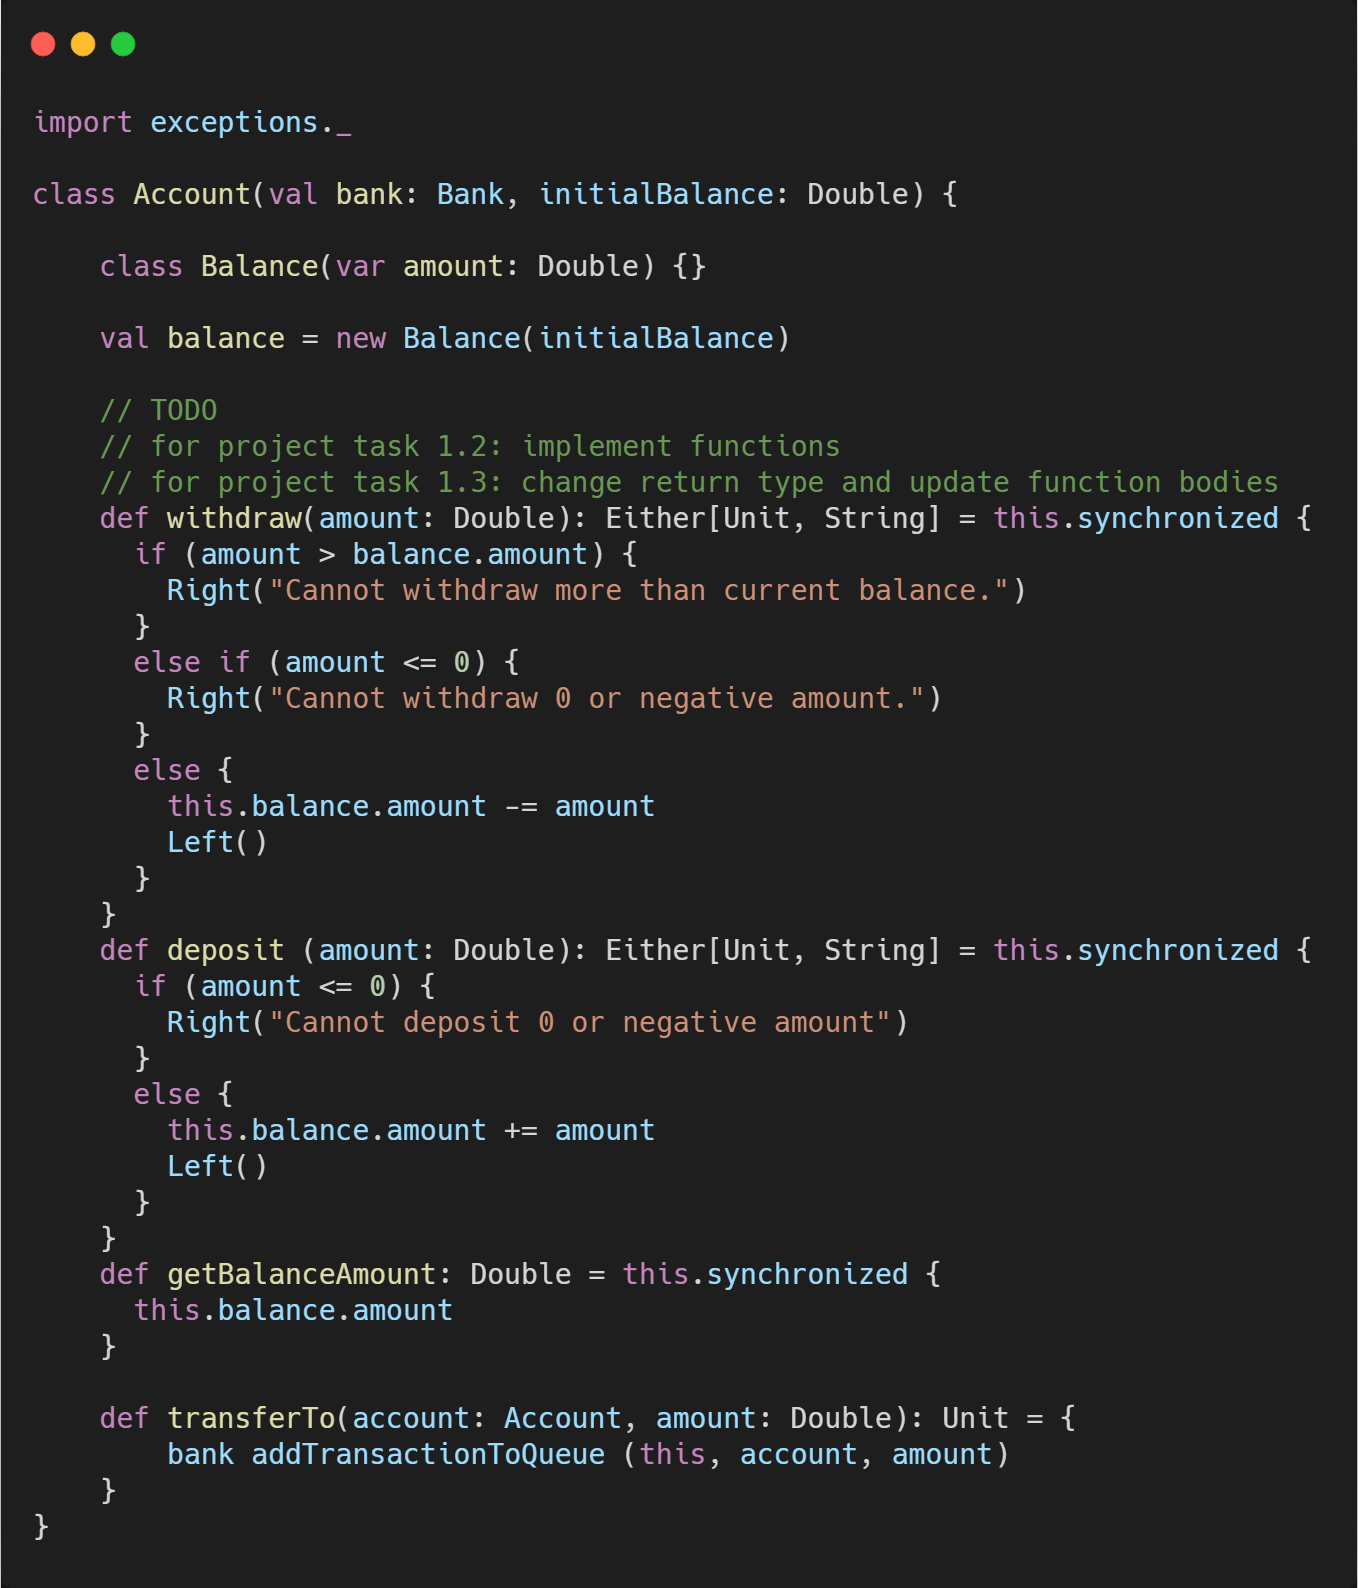 import exceptions._

class Account(val bank: Bank, initialBalance: Double) {

    class Balance(var amount: Double) {}

    val balance = new Balance(initialBalance)

    // TODO
    // for project task 1.2: implement functions
    // for project task 1.3: change return type and update function bodies
    def withdraw(amount: Double): Either[Unit, String] = this.synchronized {
      if (amount > balance.amount) {
        Right("Cannot withdraw more than current balance.")
      }
      else if (amount <= 0) {
        Right("Cannot withdraw 0 or negative amount.")
      }
      else {
        this.balance.amount -= amount
        Left()
      }
    }
    def deposit (amount: Double): Either[Unit, String] = this.synchronized {
      if (amount <= 0) {
        Right("Cannot deposit 0 or negative amount")
      }
      else {
        this.balance.amount += amount
        Left()
      }
    }
    def getBalanceAmount: Double = this.synchronized {
      this.balance.amount
    }

    def transferTo(account: Account, amount: Double): Unit = {
        bank addTransactionToQueue (this, account, amount)
    }
}